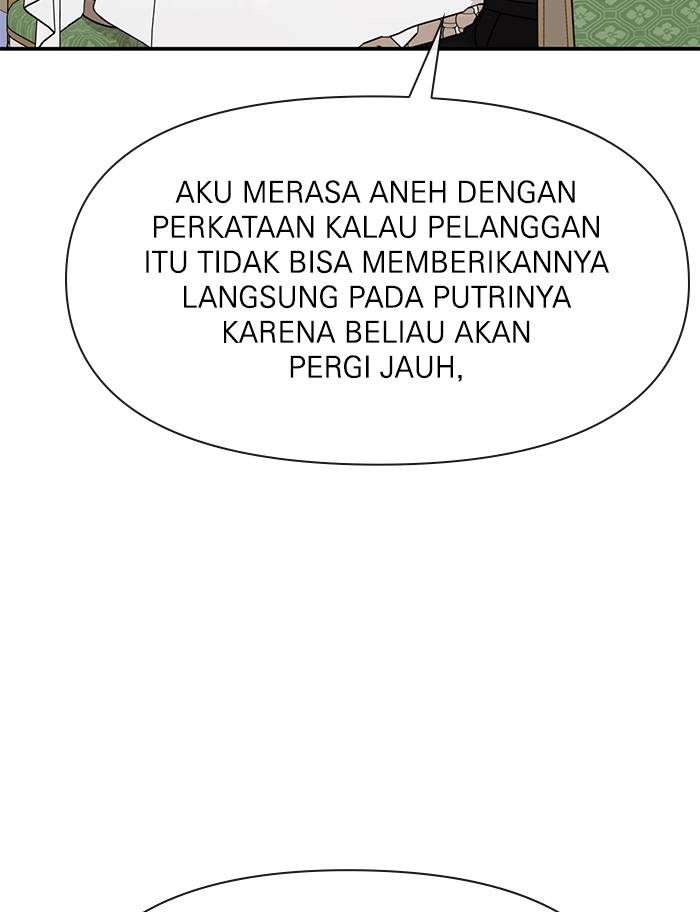 AKU MERASA ANEH DENGAN
PERKATAAN KALAU PELANGGAN
ITU TIDAK BISA MEMBERIKANNYA
LANGSUNG PADA PUTRINYA
KARENA BELIAU AKAN
PERGI JAUH,